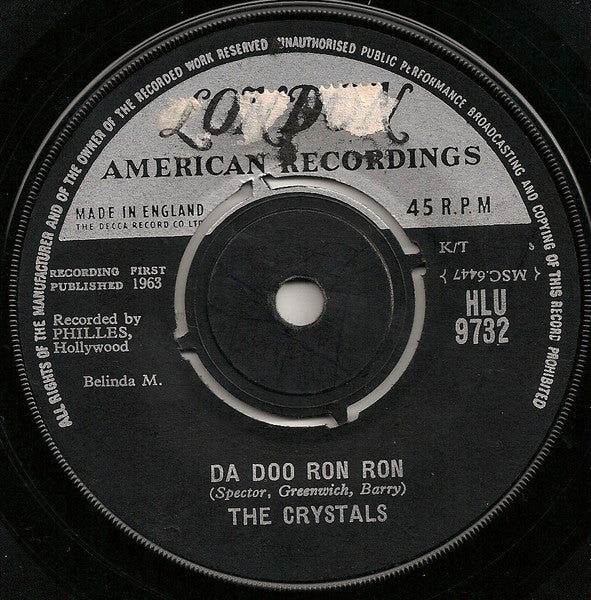 ALL RIGHTS OF THE MANUFACTURER AND OF THE OWNER OF THE RECORDED WORK RESERVED UNAUTHORISED PUBLIC PERFORMANCE BROADCASTING AND COPYING OF THIS RECORD PROHIBITED
LONDON
AMERICAN RECORDINGS
MADE IN ENGLAND
THE DECCA RECORD CO LTD
45 R.P.M
RECORDING FIRST
PUBLISHED 1963
K/T
} MSC.6447 {
Recorded by
PHILLES,
Hollywood
HLU
9732
Belinda M.
DA DOO RON RON
(Spector, Greenwich, Barry)
THE CRYSTALS